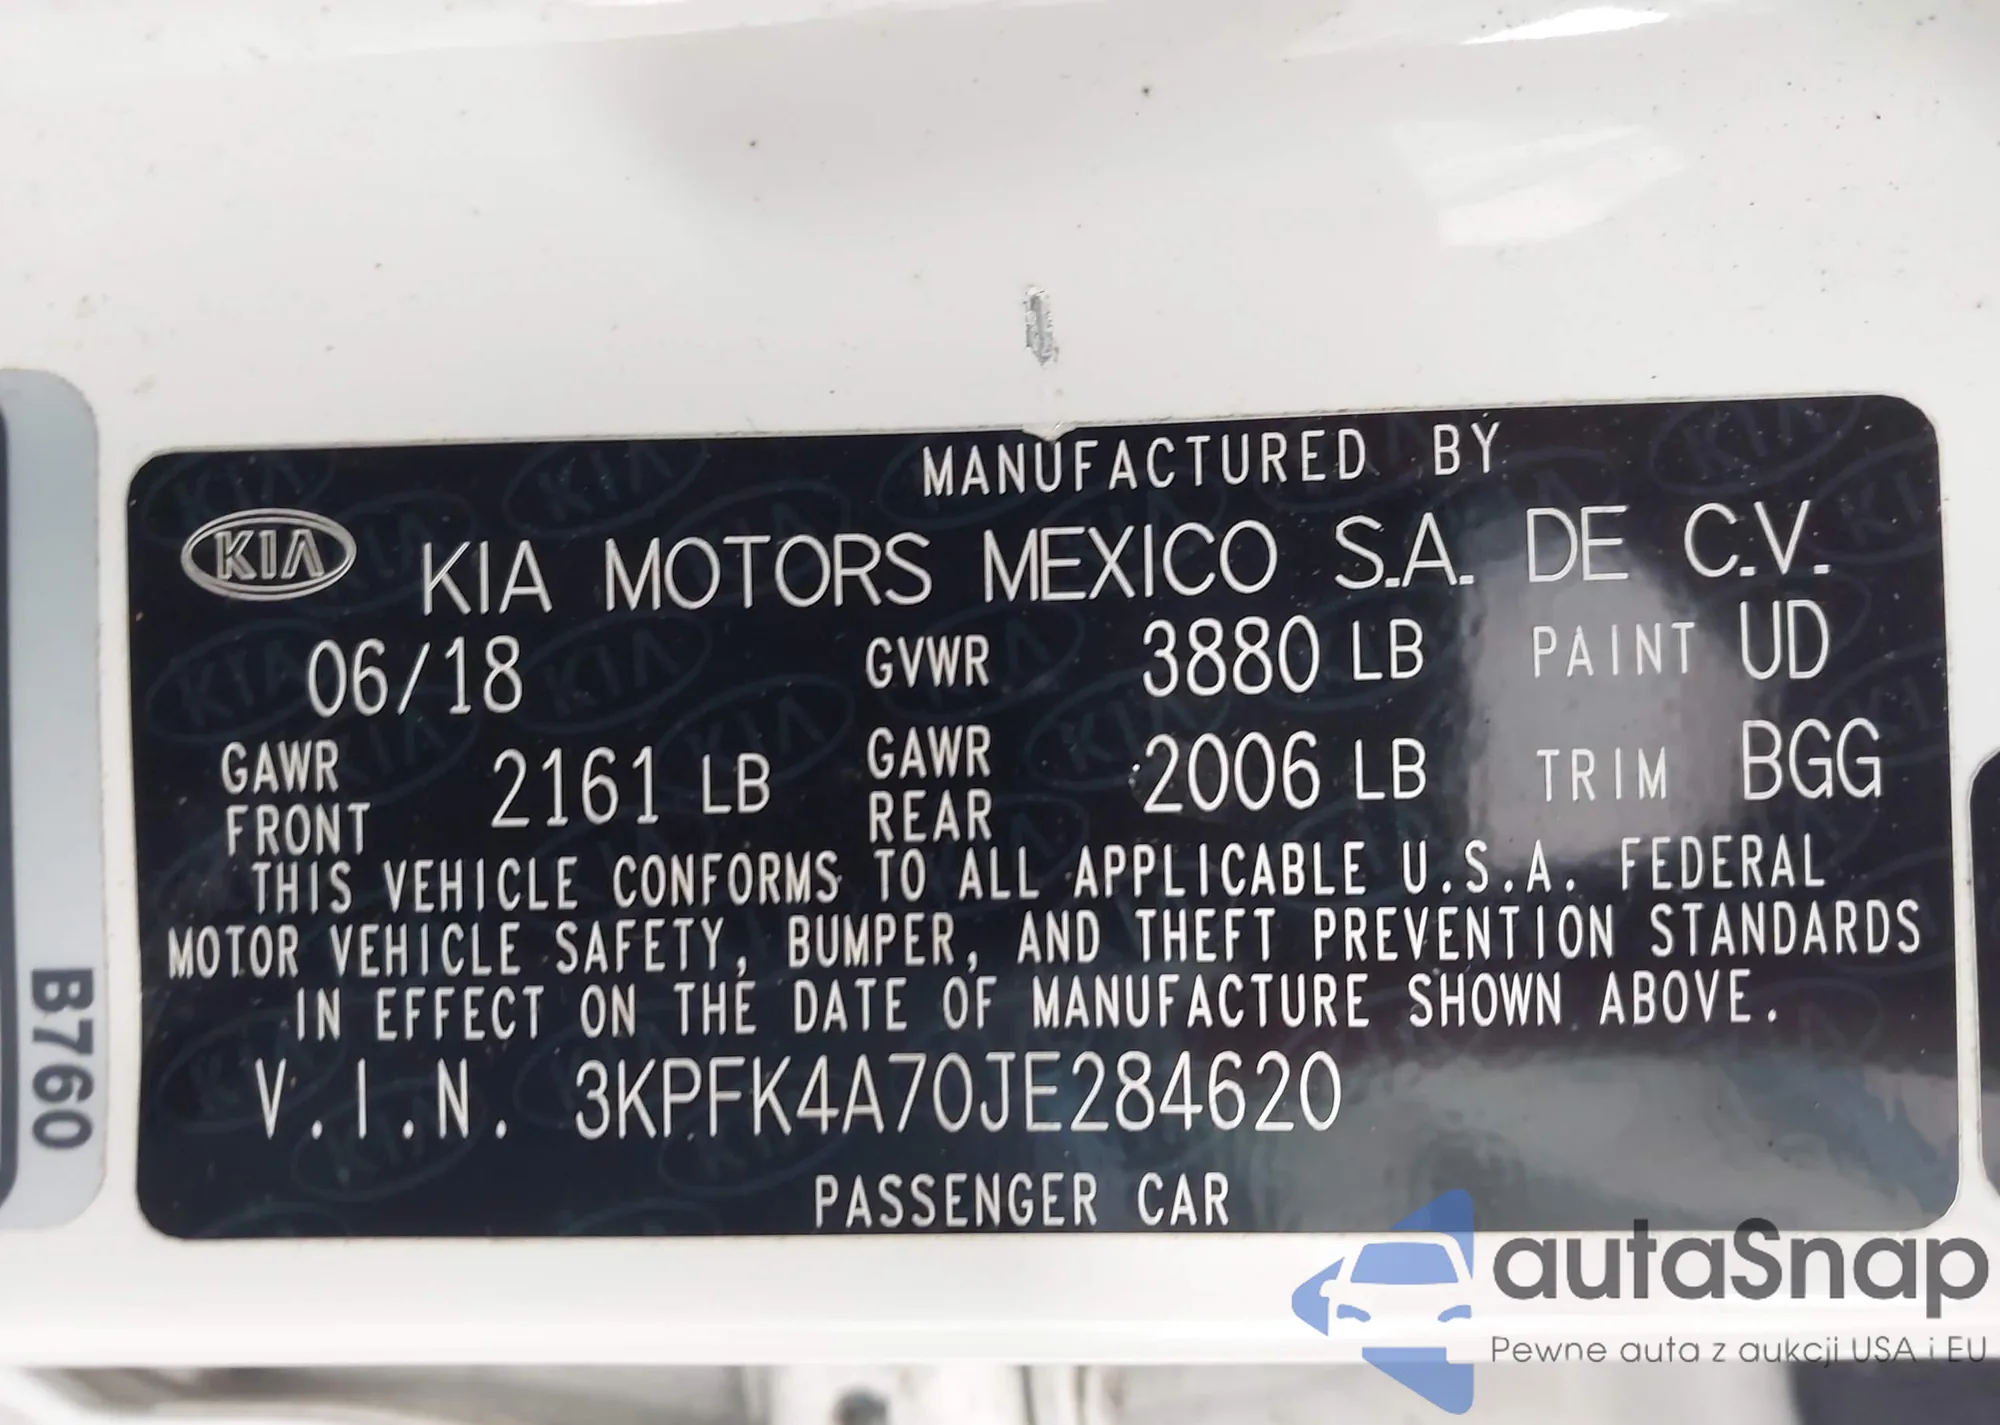 MANUFACTURED BY
KIA KIA MOTORS MEXICO S.A. DE C.V.
06/18 GVWR 3880 LB PAINT UD
GAWR FRONT 2161 LB GAWR REAR 2006 LB TRIM BGG
THIS VEHICLE CONFORMS TO ALL APPLICABLE U.S.A. FEDERAL
MOTOR VEHICLE SAFETY, BUMPER, AND THEFT PREVENTION STANDARDS
IN EFFECT ON THE DATE OF MANUFACTURE SHOWN ABOVE.
V.I.N. 3KPFK4A70JE284620
PASSENGER CAR
B760
autaSnap
Pewne auta z aukcji USA i EU